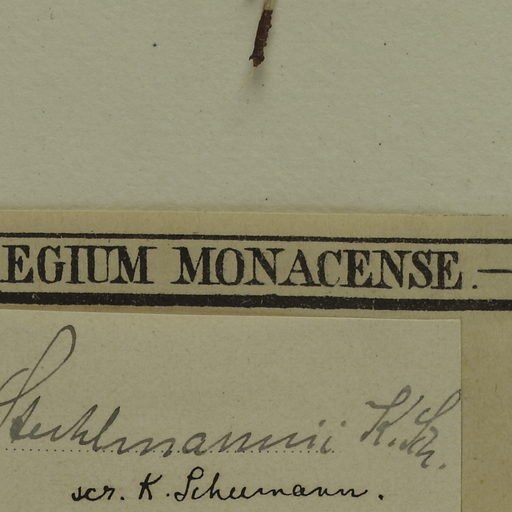 EGIUM MONACENSE.—
Stuhlmannii K. Sch.
scr. K. Schumann.